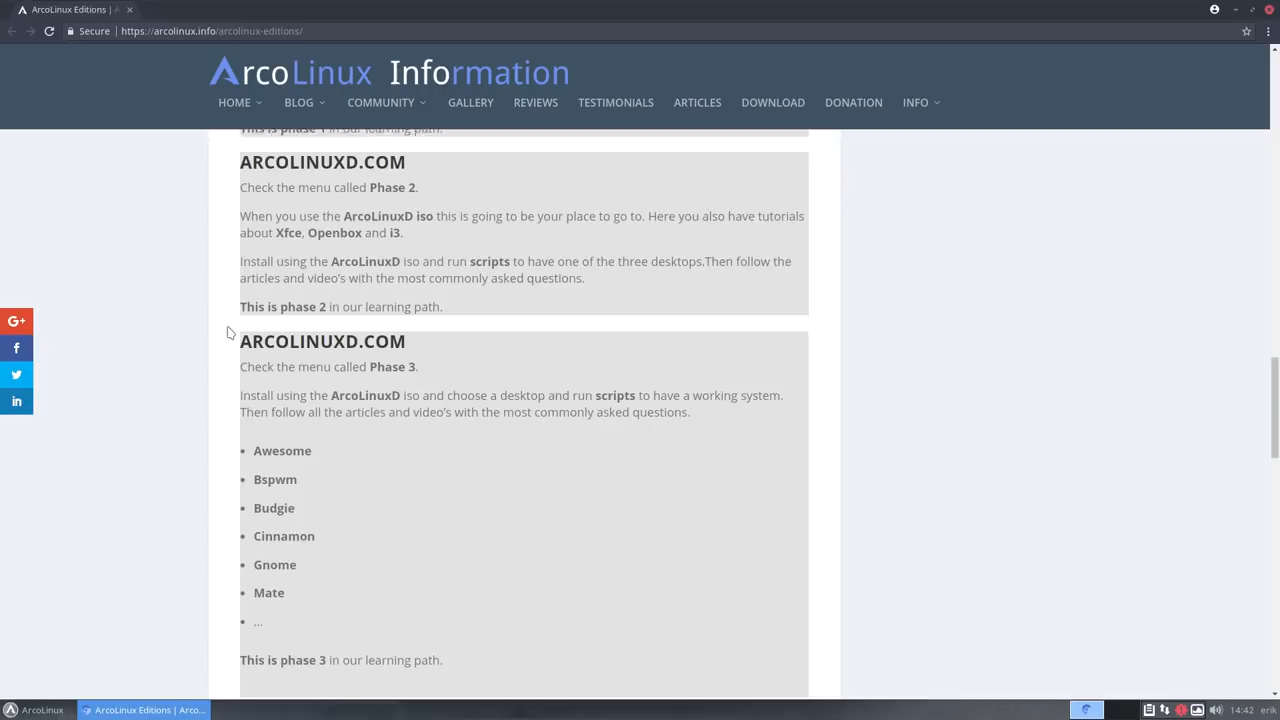 ArcoLinux Editions | A
Secure | https://arcolinux.info/arcolinux-editions/
ArcoLinux Information
HOME BLOG COMMUNITY GALLERY REVIEWS TESTIMONIALS ARTICLES DOWNLOAD DONATION INFO
This is phase 1 in our learning path.
ARCOLINUXD.COM
Check the menu called Phase 2.
When you use the ArcoLinuxD iso this is going to be your place to go to. Here you also have tutorials
about Xfce, Openbox and i3.
Install using the ArcoLinuxD iso and run scripts to have one of the three desktops.Then follow the
articles and video's with the most commonly asked questions.
This is phase 2 in our learning path.
G+
ARCOLINUXD.COM
f
Check the menu called Phase 3.
in
Install using the ArcoLinuxD iso and choose a desktop and run scripts to have a working system.
Then follow all the articles and video's with the most commonly asked questions.
• Awesome
• Bspwm
• Budgie
• Cinnamon
• Gnome
• Mate
• ...
This is phase 3 in our learning path.
ArcoLinux ArcoLinux Editions | Arco... 14:42 erik